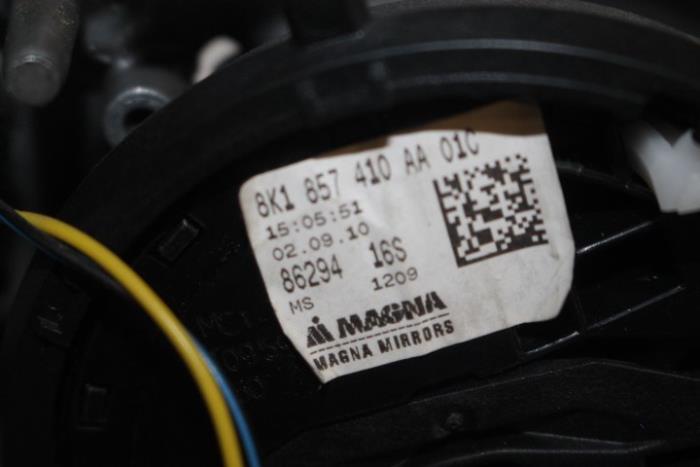 8K1 857 410 AA 01C
15:05:51
02.09.10
86294 16S
MS 1209
MAGNA
MAGNA MIRRORS